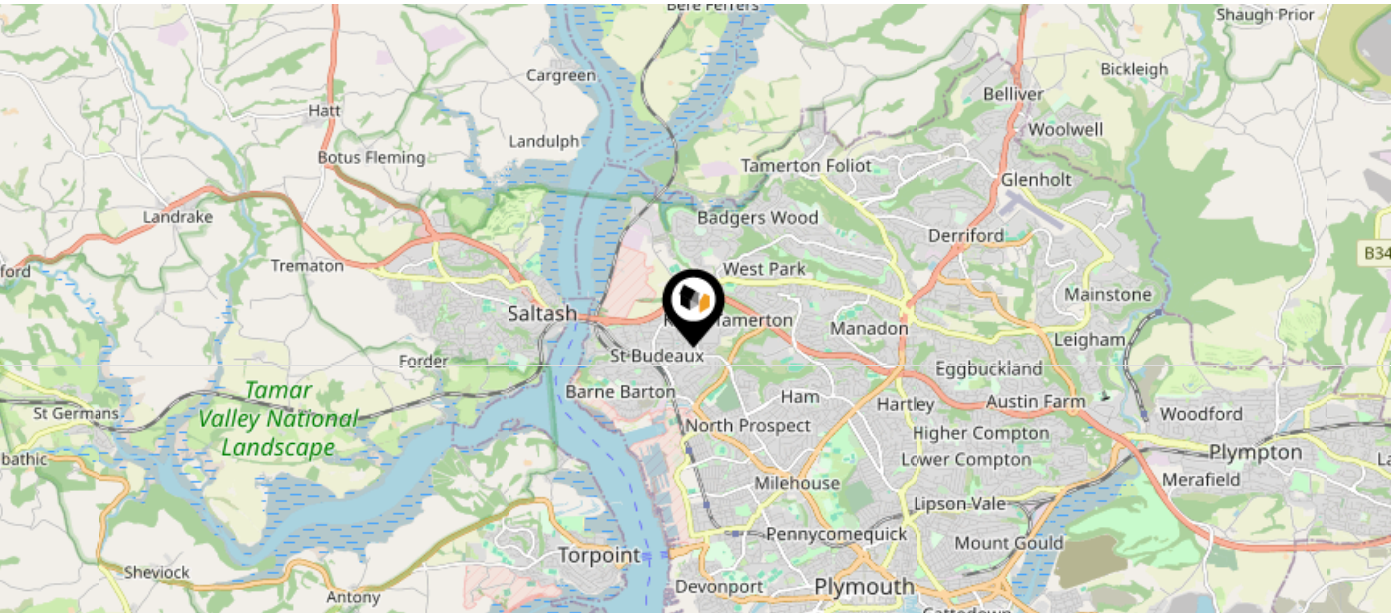 Bere Ferrers
Shaugh Prior
Cargreen
Bickleigh
Belliver
Hatt
Woolwell
Landulph
Botus Fleming
Tamerton Foliot
Glenholt
Landrake
Badgers Wood
Derriford
B34
Trematon
ford
West Park
Mainstone
Saltash
Tamerton
Manadon
Leigham
St Budeaux
Forder
Eggbuckland
Tamar
Valley National
Landscape
Barne Barton
Ham
Hartley
Austin Farm
St Germans
Woodford
North Prospect
Higher Compton
Plympton
bathic
Lower Compton
La
Milehouse
Merafield
Lipson Vale
Pennycomequick
Mount Gould
Torpoint
Sheviock
Devonport
Plymouth
Antony